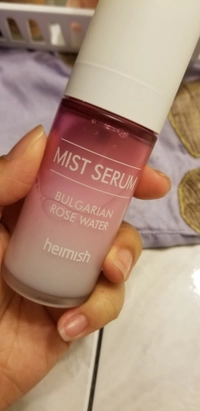 MIST SERUM
BULGARIAN
ROSE WATER
heimish